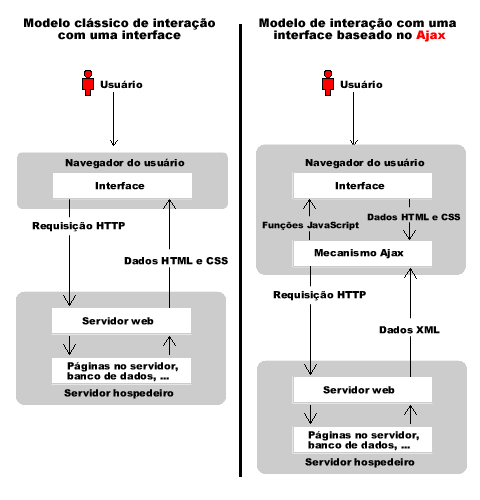 Modelo clássico de interação
com uma interface
Usuário
Navegador do usuário
Interface
Requisição HTTP
Dados HTML e CSS
Servidor web
Páginas no servidor,
banco de dados, ...
Servidor hospedeiro
Modelo de interação com uma
interface baseado no Ajax
Usuário
Navegador do usuário
Interface
Dados HTML e CSS
Funções JavaScript
Mecanismo Ajax
Requisição HTTP
Dados XML
Servidor web
Páginas no servidor,
banco de dados, ...
Servidor hospedeiro